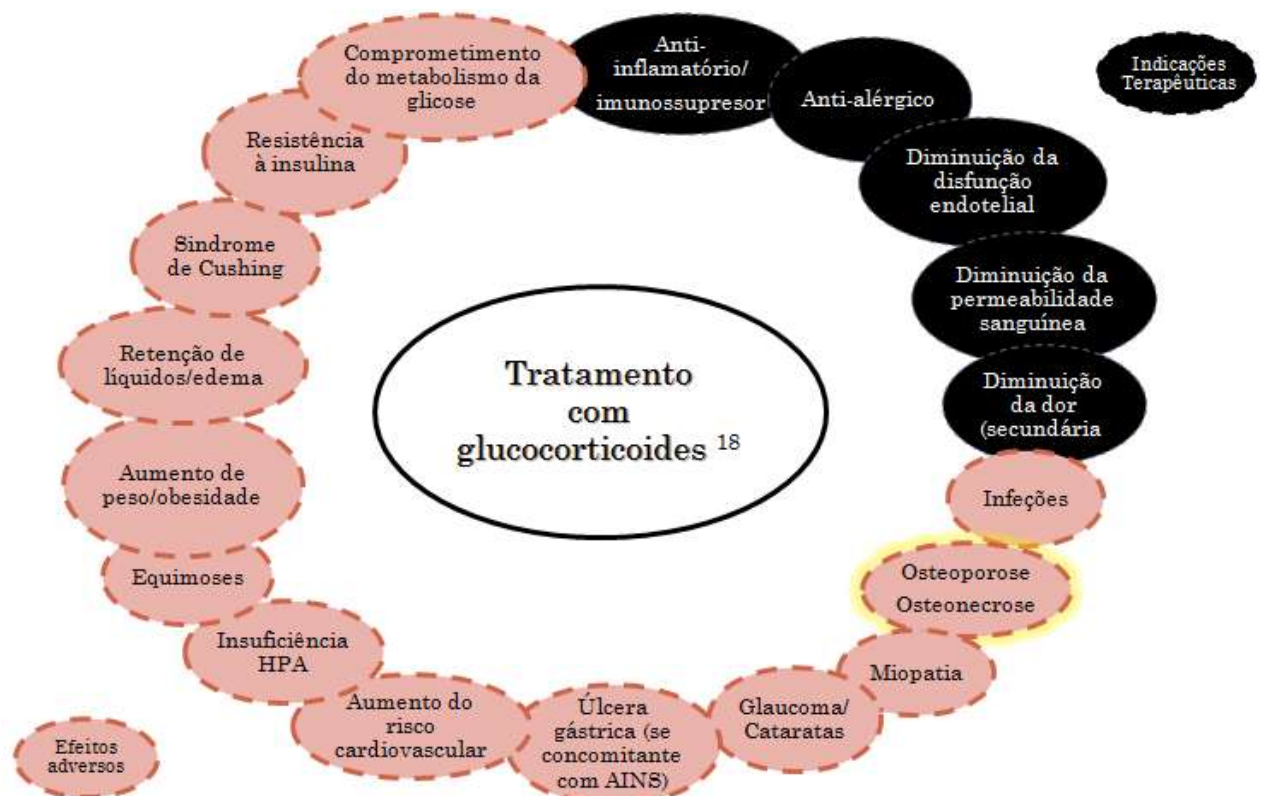 Tratamento
com
glucocorticoides 18
Anti-
inflamatório/
imunossupresor
Anti-alérgico
Diminuição da
disfunção
endotelial
Diminuição da
permeabilidade
sanguínea
Diminuição
da dor
(secundária
Infeções
Osteoporose
Osteonecrose
Miopatia
Glaucoma/
Cataratas
Úlcera
gástrica (se
concomitante
com AINS)
Aumento do
risco
cardiovascular
Insuficiência
HPA
Equimoses
Aumento de
peso/obesidade
Retenção de
líquidos/edema
Sindrome
de Cushing
Resistência
à insulina
Comprometimento
do metabolismo da
glicose
Indicações
Terapêuticas
Efeitos
adversos